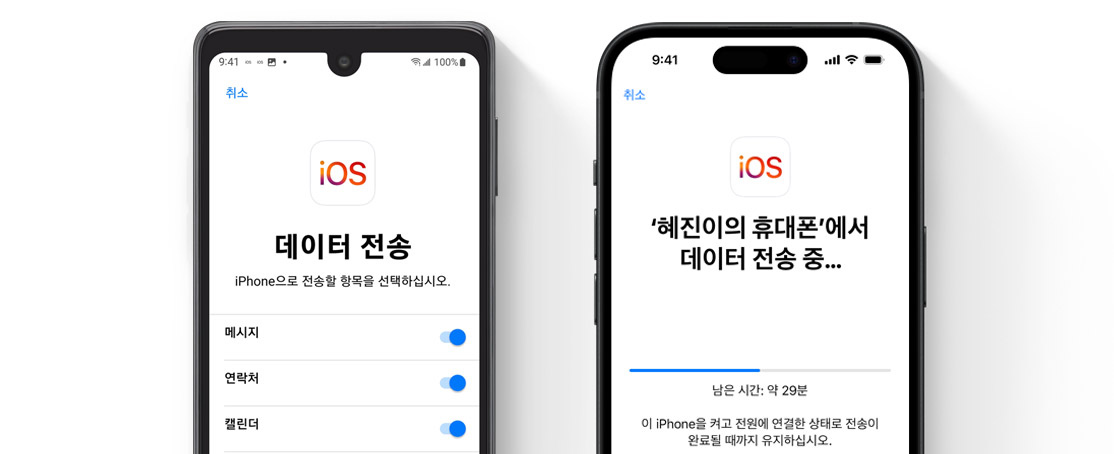 9:41
100%
취소
iOS
데이터 전송
iPhone으로 전송할 항목을 선택하십시오.
메시지
연락처
캘린더
9:41
취소
iOS
‘혜진이의 휴대폰’에서
데이터 전송 중...
남은 시간: 약 29분
이 iPhone을 켜고 전원에 연결한 상태로 전송이
완료될 때까지 유지하십시오.